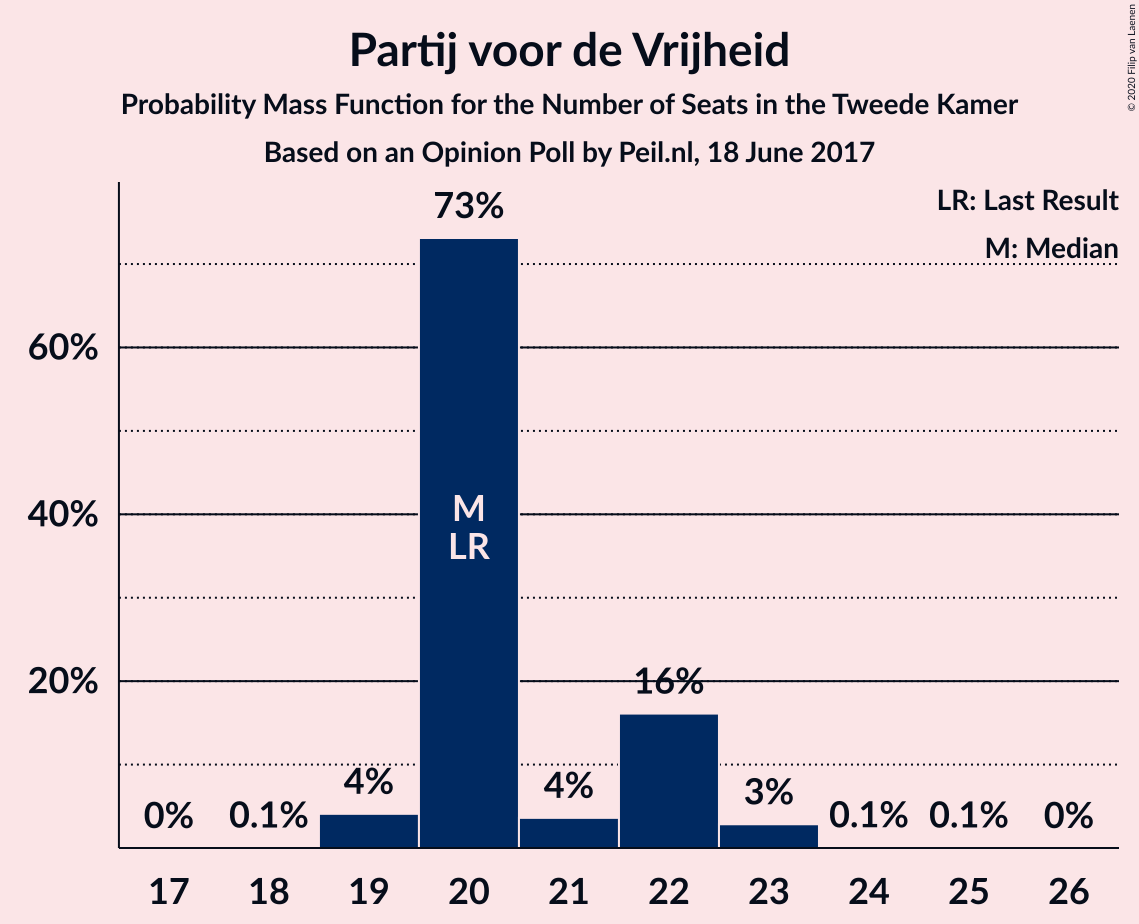 Partij voor de Vrijheid
Probability Mass Function for the Number of Seats in the Tweede Kamer
Based on an Opinion Poll by Peil.nl, 18 June 2017
© 2020 Filip van Laenen
LR: Last Result
M: Median
60%
40%
20%
0%
0.1%
4%
73%
M
LR
4%
16%
3%
0.1%
0.1%
0%
17 18 19 20 21 22 23 24 25 26